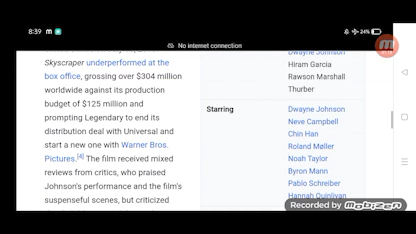 8:39 m
24%
No internet connection
Skyscraper underperformed at the
box office, grossing over $304 million
worldwide against its production
budget of $125 million and
prompting Legendary to end its
distribution deal with Universal and
start a new one with Warner Bros.
Pictures.[4] The film received mixed
reviews from critics, who praised
Johnson's performance and the film's
suspenseful scenes, but criticized
Dwayne Johnson
Hiram Garcia
Rawson Marshall
Thurber
Starring
Dwayne Johnson
Neve Campbell
Chin Han
Roland Møller
Noah Taylor
Byron Mann
Pablo Schreiber
Hannah Quinlivan
Recorded by Mobizen